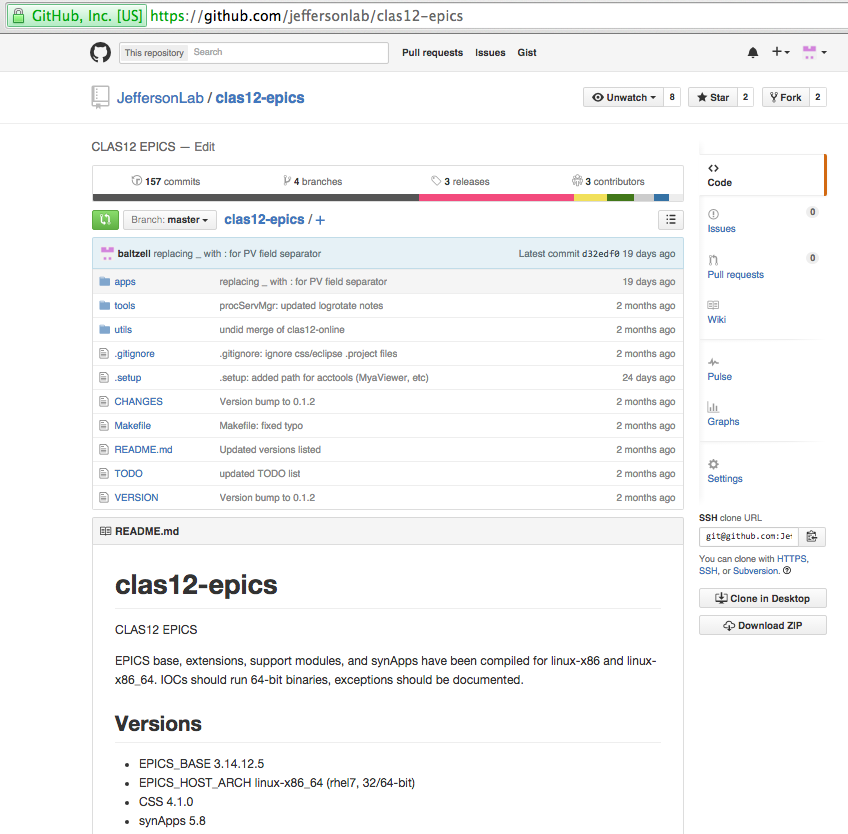 GitHub, Inc. [US] https://github.com/jeffersonlab/clas12-epics
This repository Search Pull requests Issues Gist
JeffersonLab / clas12-epics Unwatch 8 Star 2 Fork 2
CLAS12 EPICS — Edit
157 commits 4 branches 3 releases 3 contributors
Branch: master clas12-epics / +
baltzell replacing _ with : for PV field separator Latest commit d32edf0 19 days ago
apps replacing _ with : for PV field separator 19 days ago
tools procServMgr: updated logrotate notes 2 months ago
utils undid merge of clas12-online 2 months ago
.gitignore .gitignore: ignore css/eclipse .project files 2 months ago
.setup .setup: added path for acctools (MyaViewer, etc) 24 days ago
CHANGES Version bump to 0.1.2 2 months ago
Makefile Makefile: fixed typo 2 months ago
README.md Updated versions listed 2 months ago
TODO updated TODO list 2 months ago
VERSION Version bump to 0.1.2 2 months ago
README.md
clas12-epics
CLAS12 EPICS
EPICS base, extensions, support modules, and synApps have been compiled for linux-x86 and linux-
x86_64. IOCs should run 64-bit binaries, exceptions should be documented.
Versions
EPICS_BASE 3.14.12.5
EPICS_HOST_ARCH linux-x86_64 (rhel7, 32/64-bit)
CSS 4.1.0
synApps 5.8
Code
Issues 0
Pull requests 0
Wiki
Pulse
Graphs
Settings
SSH clone URL
git@github.com:Je
You can clone with HTTPS,
SSH, or Subversion.
Clone in Desktop
Download ZIP